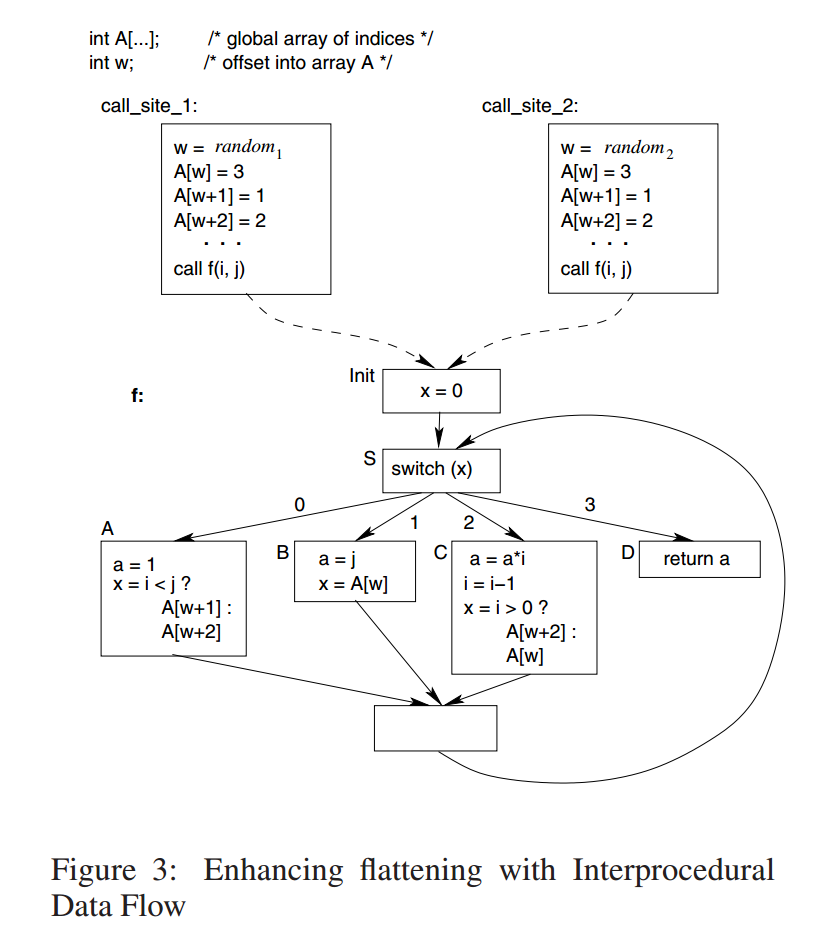 int A[...]; /* global array of indices */
int w; /* offset into array A */
call_site_1:
w = random1
A[w] = 3
A[w+1] = 1
A[w+2] = 2
. . .
call f(i, j)
call_site_2:
w = random2
A[w] = 3
A[w+1] = 1
A[w+2] = 2
. . .
call f(i, j)
f:
Init
x = 0
S
switch (x)
0
1
2
3
A
a = 1
x = i < j ?
A[w+1] :
A[w+2]
B
a = j
x = A[w]
C
a = a*i
i = i−1
x = i > 0 ?
A[w+2] :
A[w]
D
return a
Figure 3: Enhancing flattening with Interprocedural
Data Flow